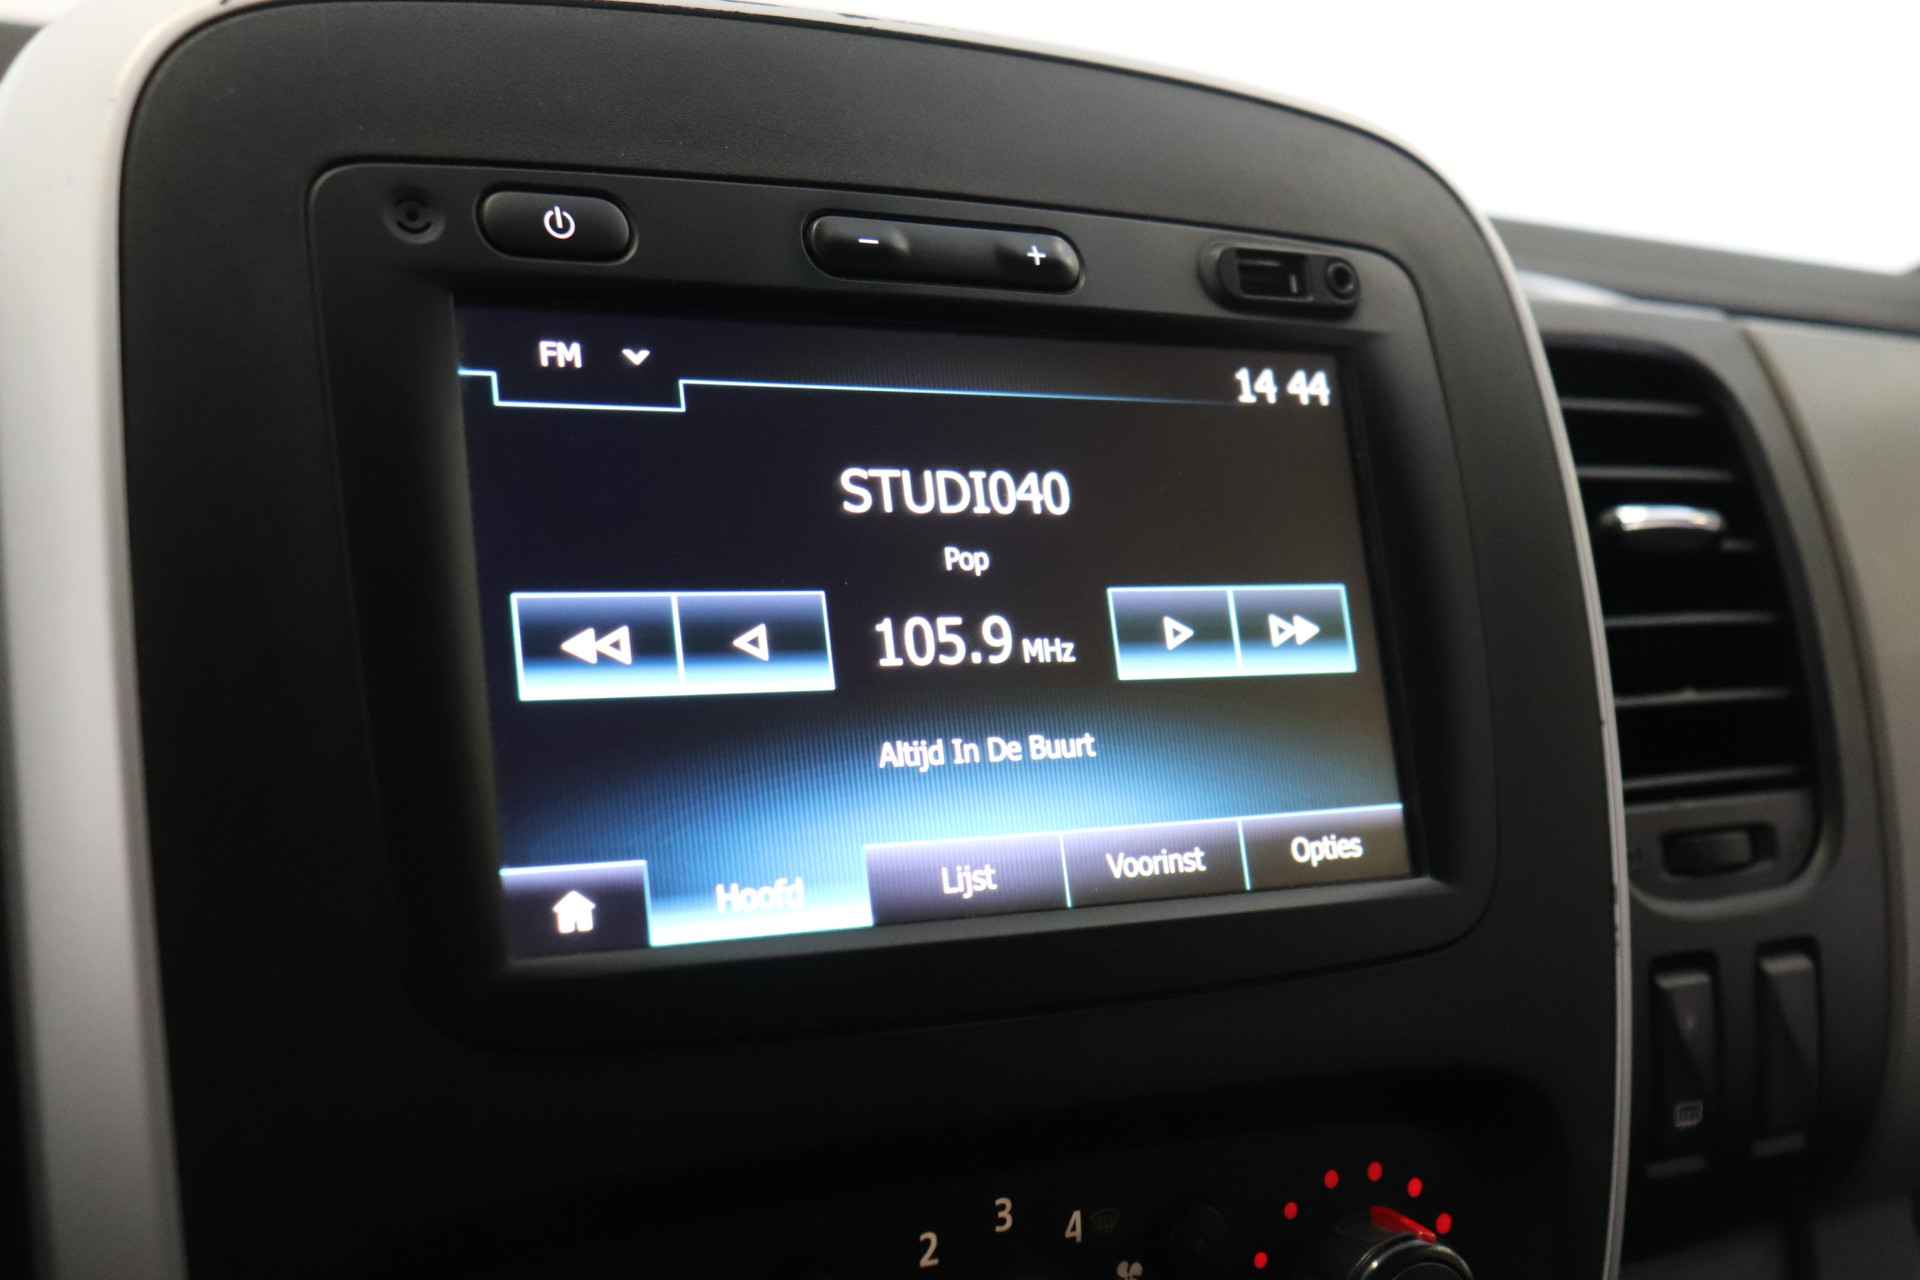 FM
14 44
STUDIO40
Pop
105.9 MHz
Altijd In De Buurt
Hoofd
Lijst
Voorinst
Opties
2
3
4